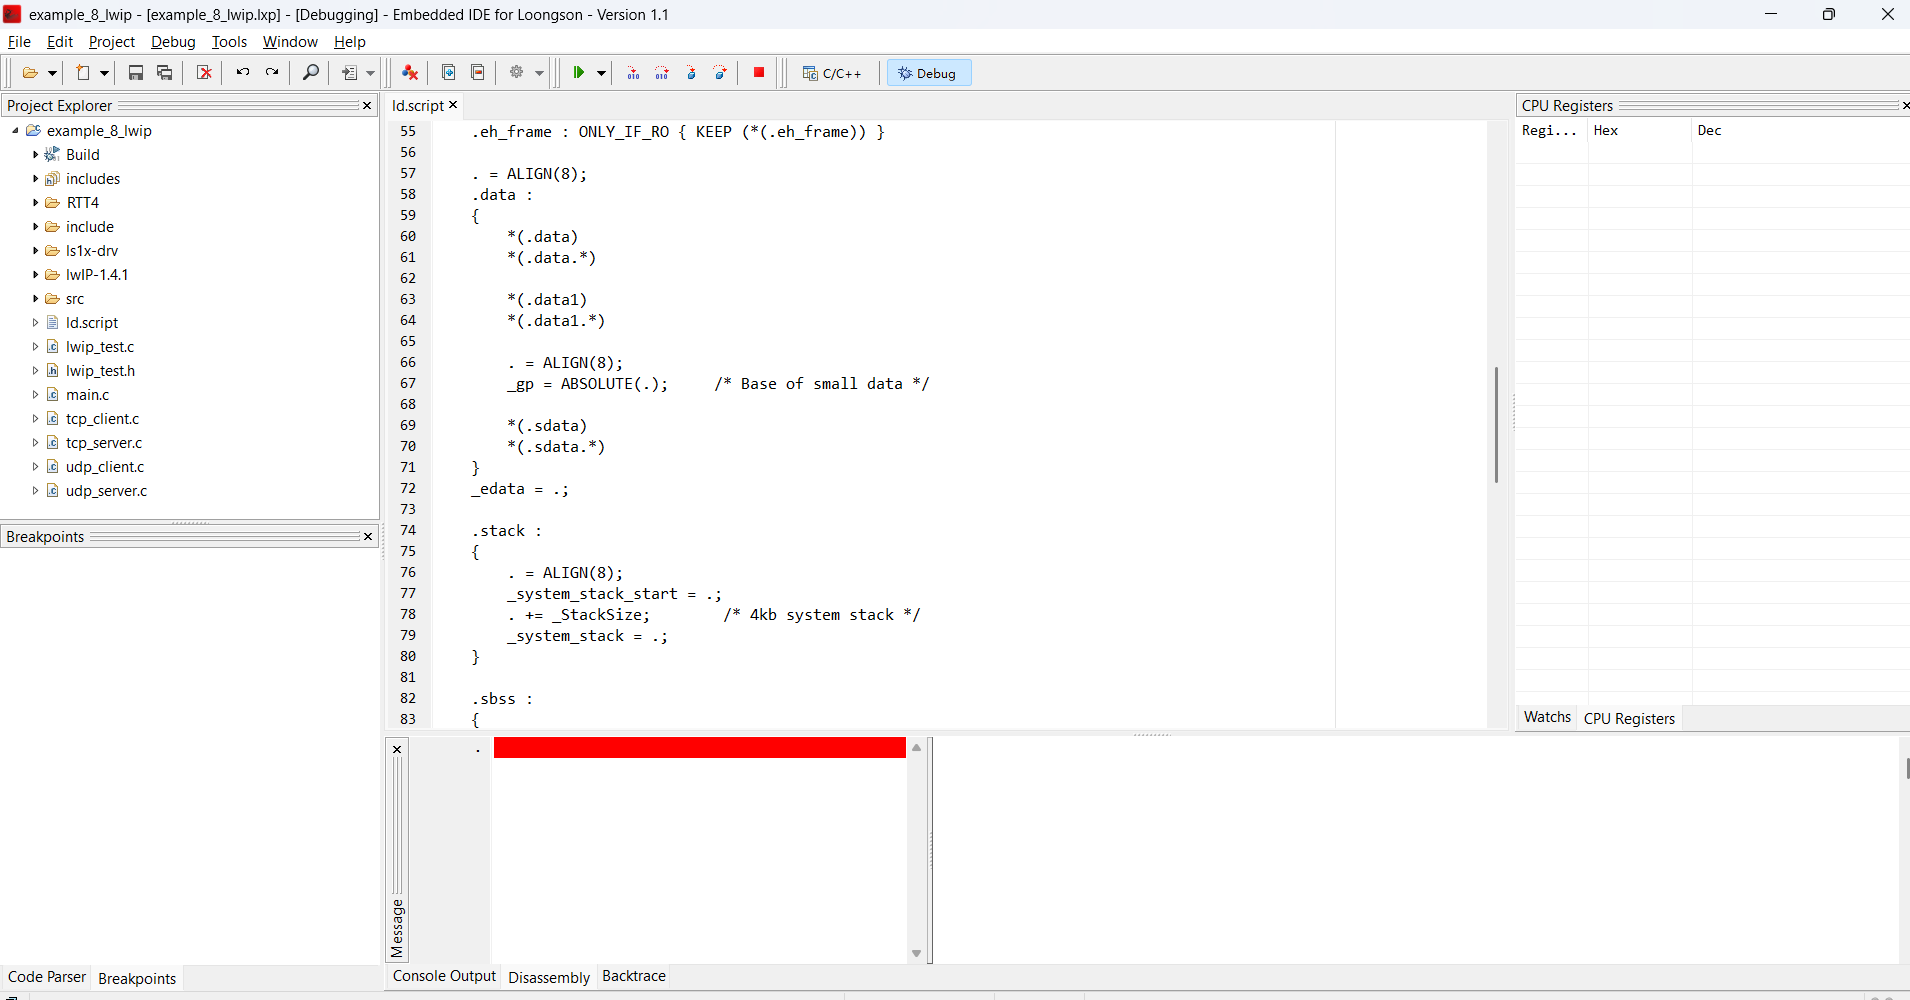 example_8_lwip - [example_8_lwip.lxp] - [Debugging] - Embedded IDE for Loongson - Version 1.1
File Edit Project Debug Tools Window Help
C/C++ Debug
Project Explorer
example_8_lwip
Build
includes
RTT4
include
ls1x-drv
lwIP-1.4.1
src
ld.script
lwip_test.c
lwip_test.h
main.c
tcp_client.c
tcp_server.c
udp_client.c
udp_server.c
Breakpoints
Code Parser Breakpoints
ld.script
55 .eh_frame : ONLY_IF_RO { KEEP (*(.eh_frame)) }
56
57 . = ALIGN(8);
58 .data :
59 {
60 *(.data)
61 *(.data.*)
62
63 *(.data1)
64 *(.data1.*)
65
66 . = ALIGN(8);
67 _gp = ABSOLUTE(.); /* Base of small data */
68
69 *(.sdata)
70 *(.sdata.*)
71 }
72 _edata = .;
73
74 .stack :
75 {
76 . = ALIGN(8);
77 _system_stack_start = .;
78 . += _StackSize; /* 4kb system stack */
79 _system_stack = .;
80 }
81
82 .sbss :
83 {
CPU Registers
Regi... Hex Dec
Watchs CPU Registers
Message
.
Console Output Disassembly Backtrace